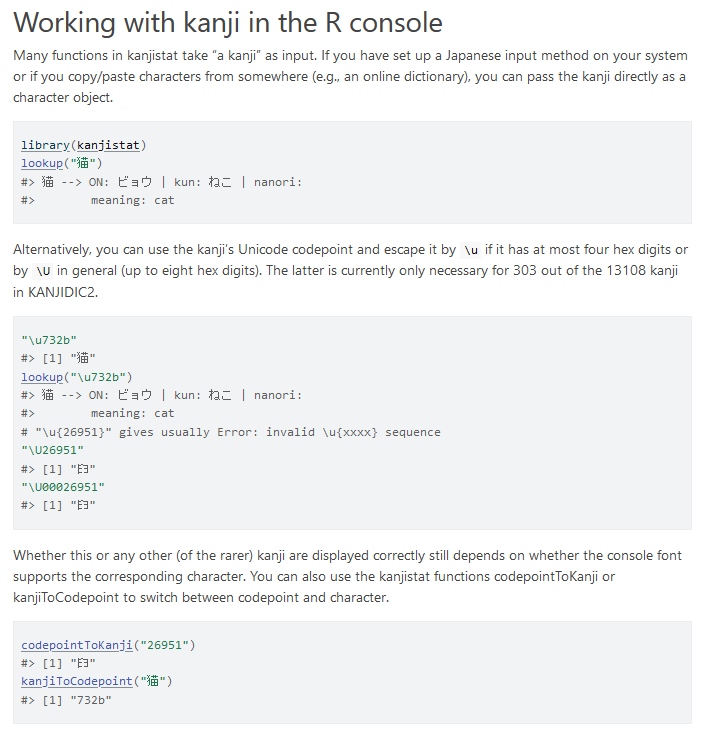 Working with kanji in the R console
Many functions in kanjistat take “a kanji” as input. If you have set up a Japanese input method on your system
or if you copy/paste characters from somewhere (e.g., an online dictionary), you can pass the kanji directly as a
character object.
library(kanjistat)
lookup("猫")
#> 猫 --> ON: ビョウ | kun: ねこ | nanori:
#>        meaning: cat
Alternatively, you can use the kanji’s Unicode codepoint and escape it by \u if it has at most four hex digits or
by \U in general (up to eight hex digits). The latter is currently only necessary for 303 out of the 13108 kanji
in KANJIDIC2.
"\u732b"
#> [1] "猫"
lookup("\u732b")
#> 猫 --> ON: ビョウ | kun: ねこ | nanori:
#>        meaning: cat
# "\u{26951}" gives usually Error: invalid \u{xxxx} sequence
"\U26951"
#> [1] "𦥑"
"\U00026951"
#> [1] "𦥑"
Whether this or any other (of the rarer) kanji are displayed correctly still depends on whether the console font
supports the corresponding character. You can also use the kanjistat functions codepointToKanji or
kanjiToCodepoint to switch between codepoint and character.
codepointToKanji("26951")
#> [1] "𦥑"
kanjiToCodepoint("猫")
#> [1] "732b"